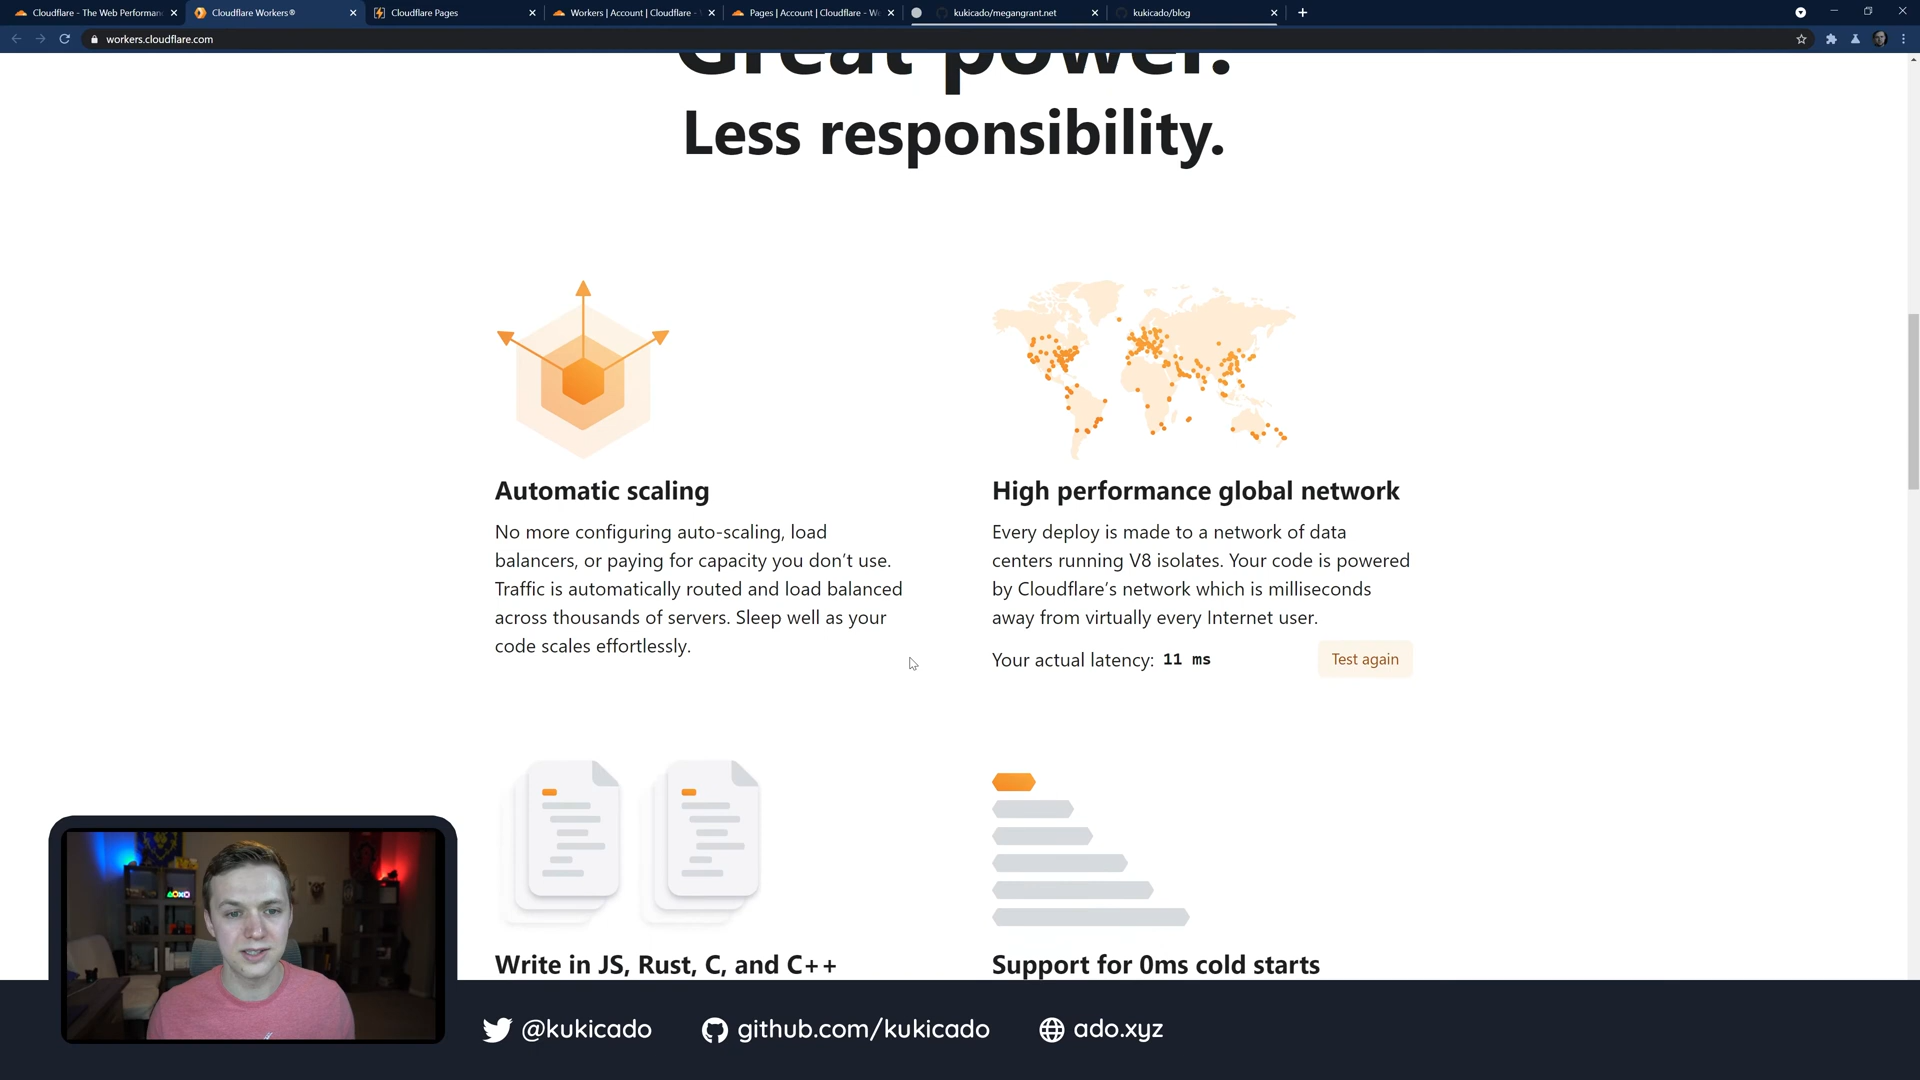 Cloudflare - The Web Performan
Cloudflare Workers®
Cloudflare Pages
Workers | Account | Cloudflare -
Pages | Account | Cloudflare - We
kukicado/megangrant.net
kukicado/blog
workers.cloudflare.com
Great power.
Less responsibility.
Automatic scaling
No more configuring auto-scaling, load
balancers, or paying for capacity you don't use.
Traffic is automatically routed and load balanced
across thousands of servers. Sleep well as your
code scales effortlessly.
High performance global network
Every deploy is made to a network of data
centers running V8 isolates. Your code is powered
by Cloudflare's network which is milliseconds
away from virtually every Internet user.
Your actual latency: 11 ms
Test again
Write in JS, Rust, C, and C++
Support for 0ms cold starts
@kukicado
github.com/kukicado
ado.xyz